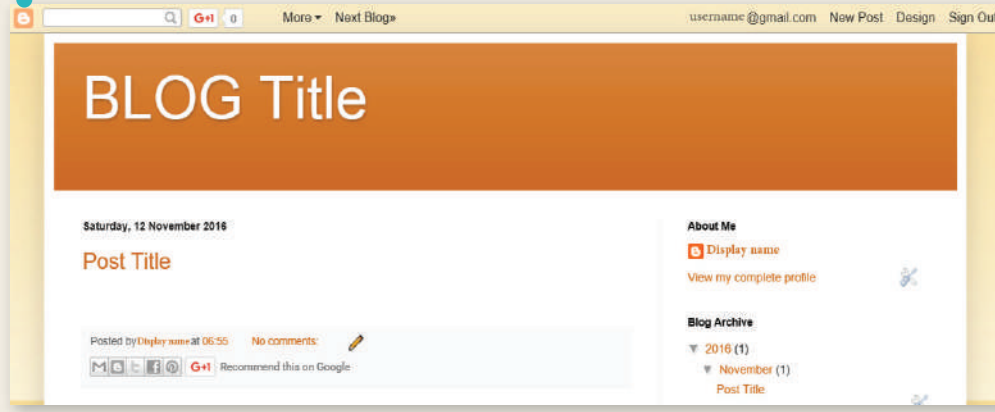 G+1 0 More Next Blog» username@gmail.com New Post Design Sign Out
BLOG Title
Saturday, 12 November 2016
Post Title
Posted by Display name at 06:55 No comments:
G+1 Recommend this on Google
About Me
Display name
View my complete profile
Blog Archive
▼ 2016 (1)
▼ November (1)
Post Title